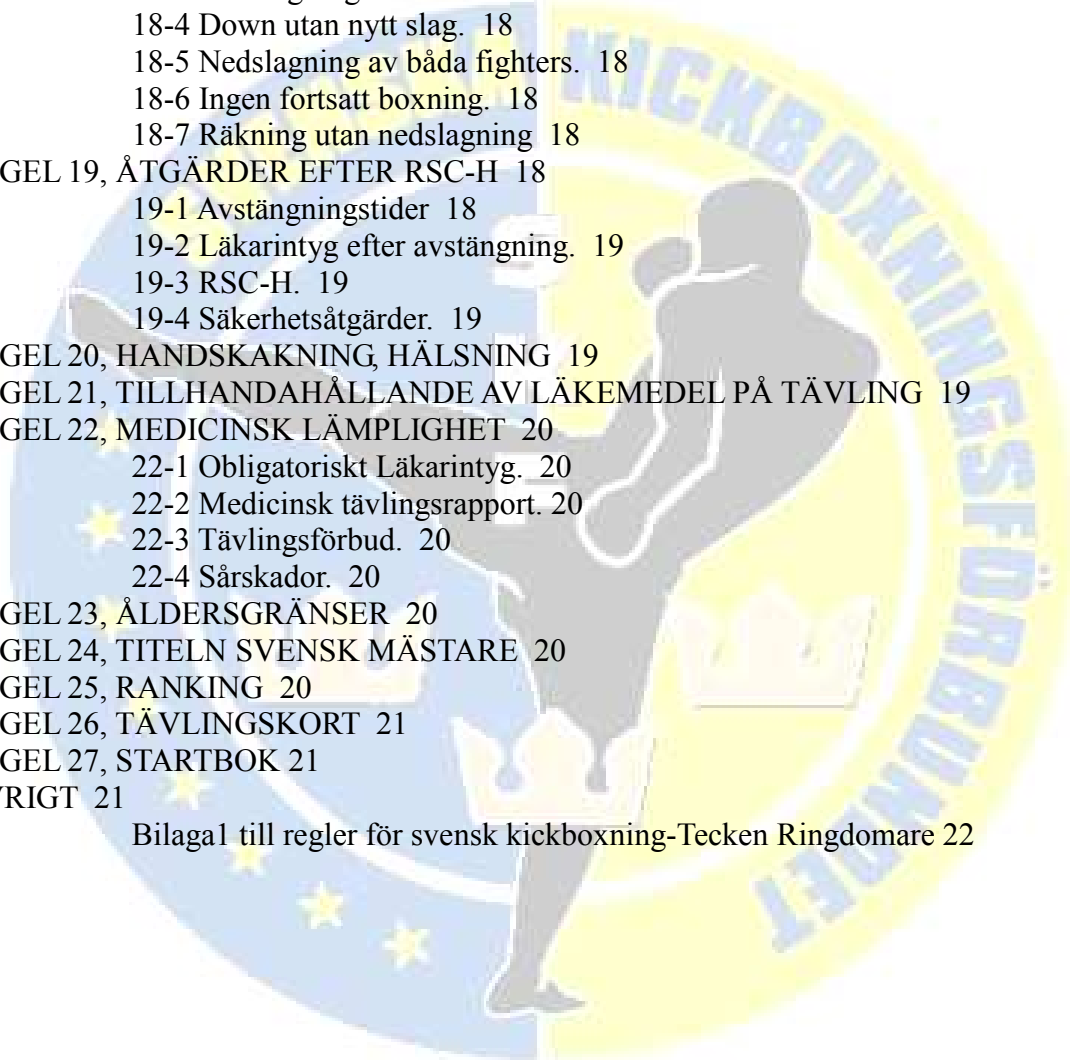 18-4 Down utan nytt slag. 18
18-5 Nedslagning av båda fighters. 18
18-6 Ingen fortsatt boxning. 18
18-7 Räkning utan nedslagning 18
GEL 19, ÅTGÄRDER EFTER RSC-H 18
19-1 Avstängningstider 18
19-2 Läkarintyg efter avstängning. 19
19-3 RSC-H. 19
19-4 Säkerhetsåtgärder. 19
GEL 20, HANDSKAKNING, HÄLSNING 19
GEL 21, TILLHANDAHÅLLANDE AV LÄKEMEDEL PÅ TÄVLING 19
GEL 22, MEDICINSK LÄMPLIGHET 20
22-1 Obligatoriskt Läkarintyg. 20
22-2 Medicinsk tävlingsrapport. 20
22-3 Tävlingsförbud. 20
22-4 Sårskador. 20
GEL 23, ÅLDERSGRÄNSER 20
GEL 24, TITELN SVENSK MÄSTARE 20
GEL 25, RANKING 20
GEL 26, TÄVLINGSKORT 21
GEL 27, STARTBOK 21
RIGT 21
Bilaga1 till regler för svensk kickboxning-Tecken Ringdomare 22
KICKBOXNINGSFÖRBUNDET